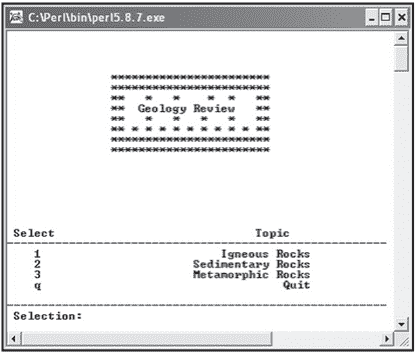 C:\Perl\bin\perl5.8.7.exe
**********************
**********************
** * * * * **
** Geology Review **
** * * * * **
** * * * * * * * * * **
**********************
**********************
Select Topic
1 Igneous Rocks
2 Sedimentary Rocks
3 Metamorphic Rocks
q Quit
Selection: